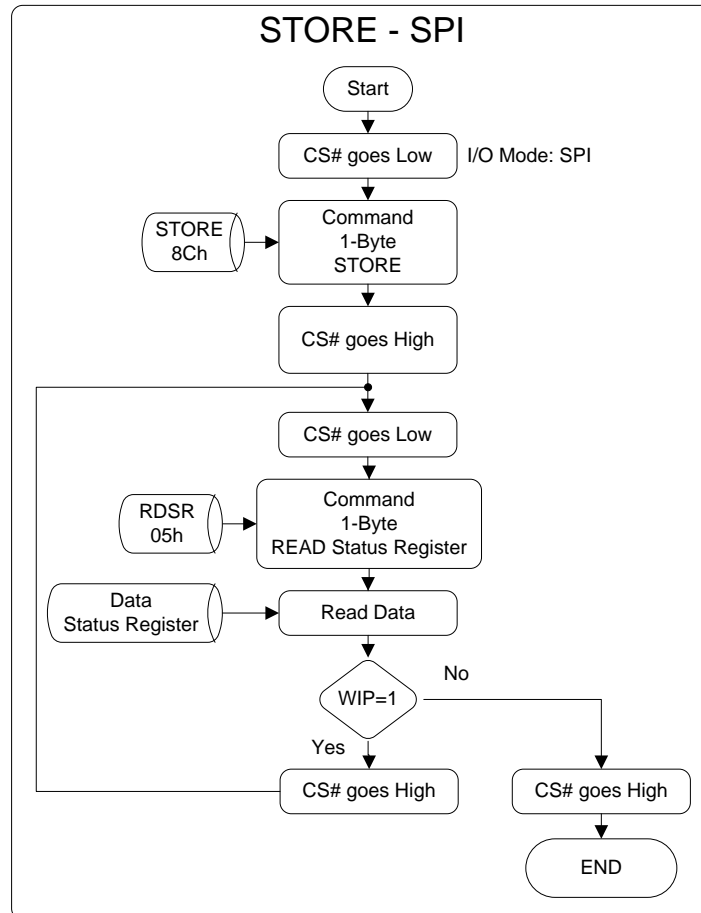 STORE - SPI
Start
CS# goes Low
I/O Mode: SPI
STORE
8Ch
Command
1-Byte
STORE
CS# goes High
CS# goes Low
RDSR
05h
Command
1-Byte
READ Status Register
Data
Status Register
Read Data
WIP=1
No
Yes
CS# goes High
CS# goes High
END